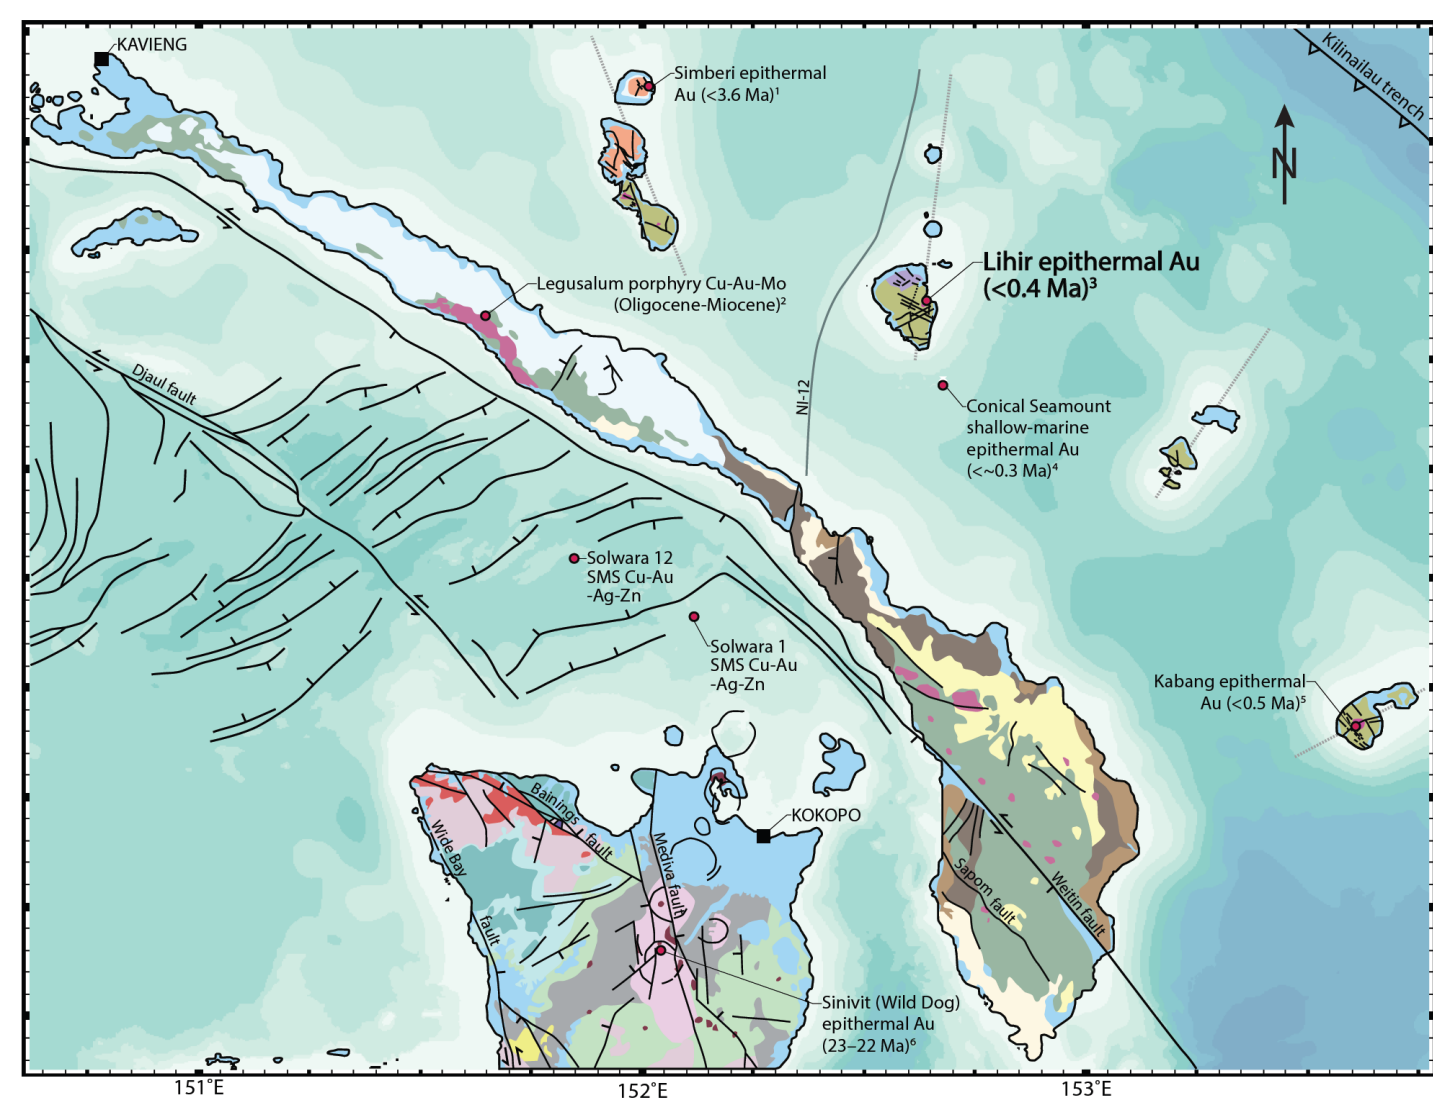 KAVIENG
Simberi epithermal
Au (<3.6 Ma)¹
Kilinailau trench
N
Lihir epithermal Au
(<0.4 Ma)³
Legusalum porphyry Cu-Au-Mo
(Oligocene-Miocene)²
Djaul fault
NI-12
Conical Seamount
shallow-marine
epithermal Au
(<~0.3 Ma)⁴
Solwara 12
SMS Cu-Au
-Ag-Zn
Solwara 1
SMS Cu-Au
-Ag-Zn
Kabang epithermal
Au (<0.5 Ma)⁵
Bainings fault
KOKOPO
Wide Bay fault
Mediva fault
Sapom fault
Weitin fault
Sinivit (Wild Dog)
epithermal Au
(23–22 Ma)⁶
151°E
152°E
153°E